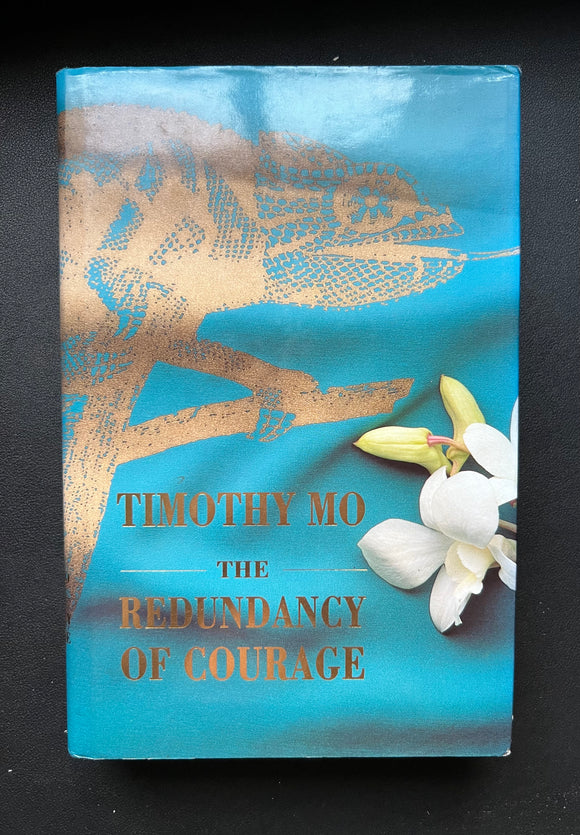 TIMOTHY MO
THE
REDUNDANCY
OF COURAGE